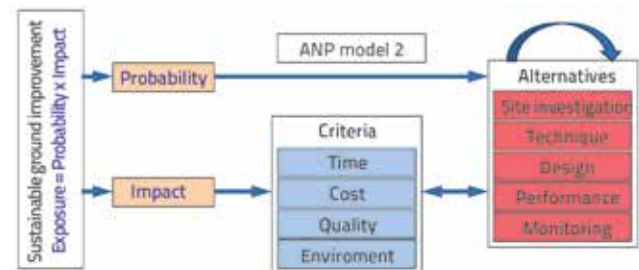 Sustainable ground improvement
Exposure = Probability x Impact
Probability
Impact
ANP model 2
Criteria
Time
Cost
Quality
Enviroment
Alternatives
Site investigation
Technique
Design
Performance
Monitoring